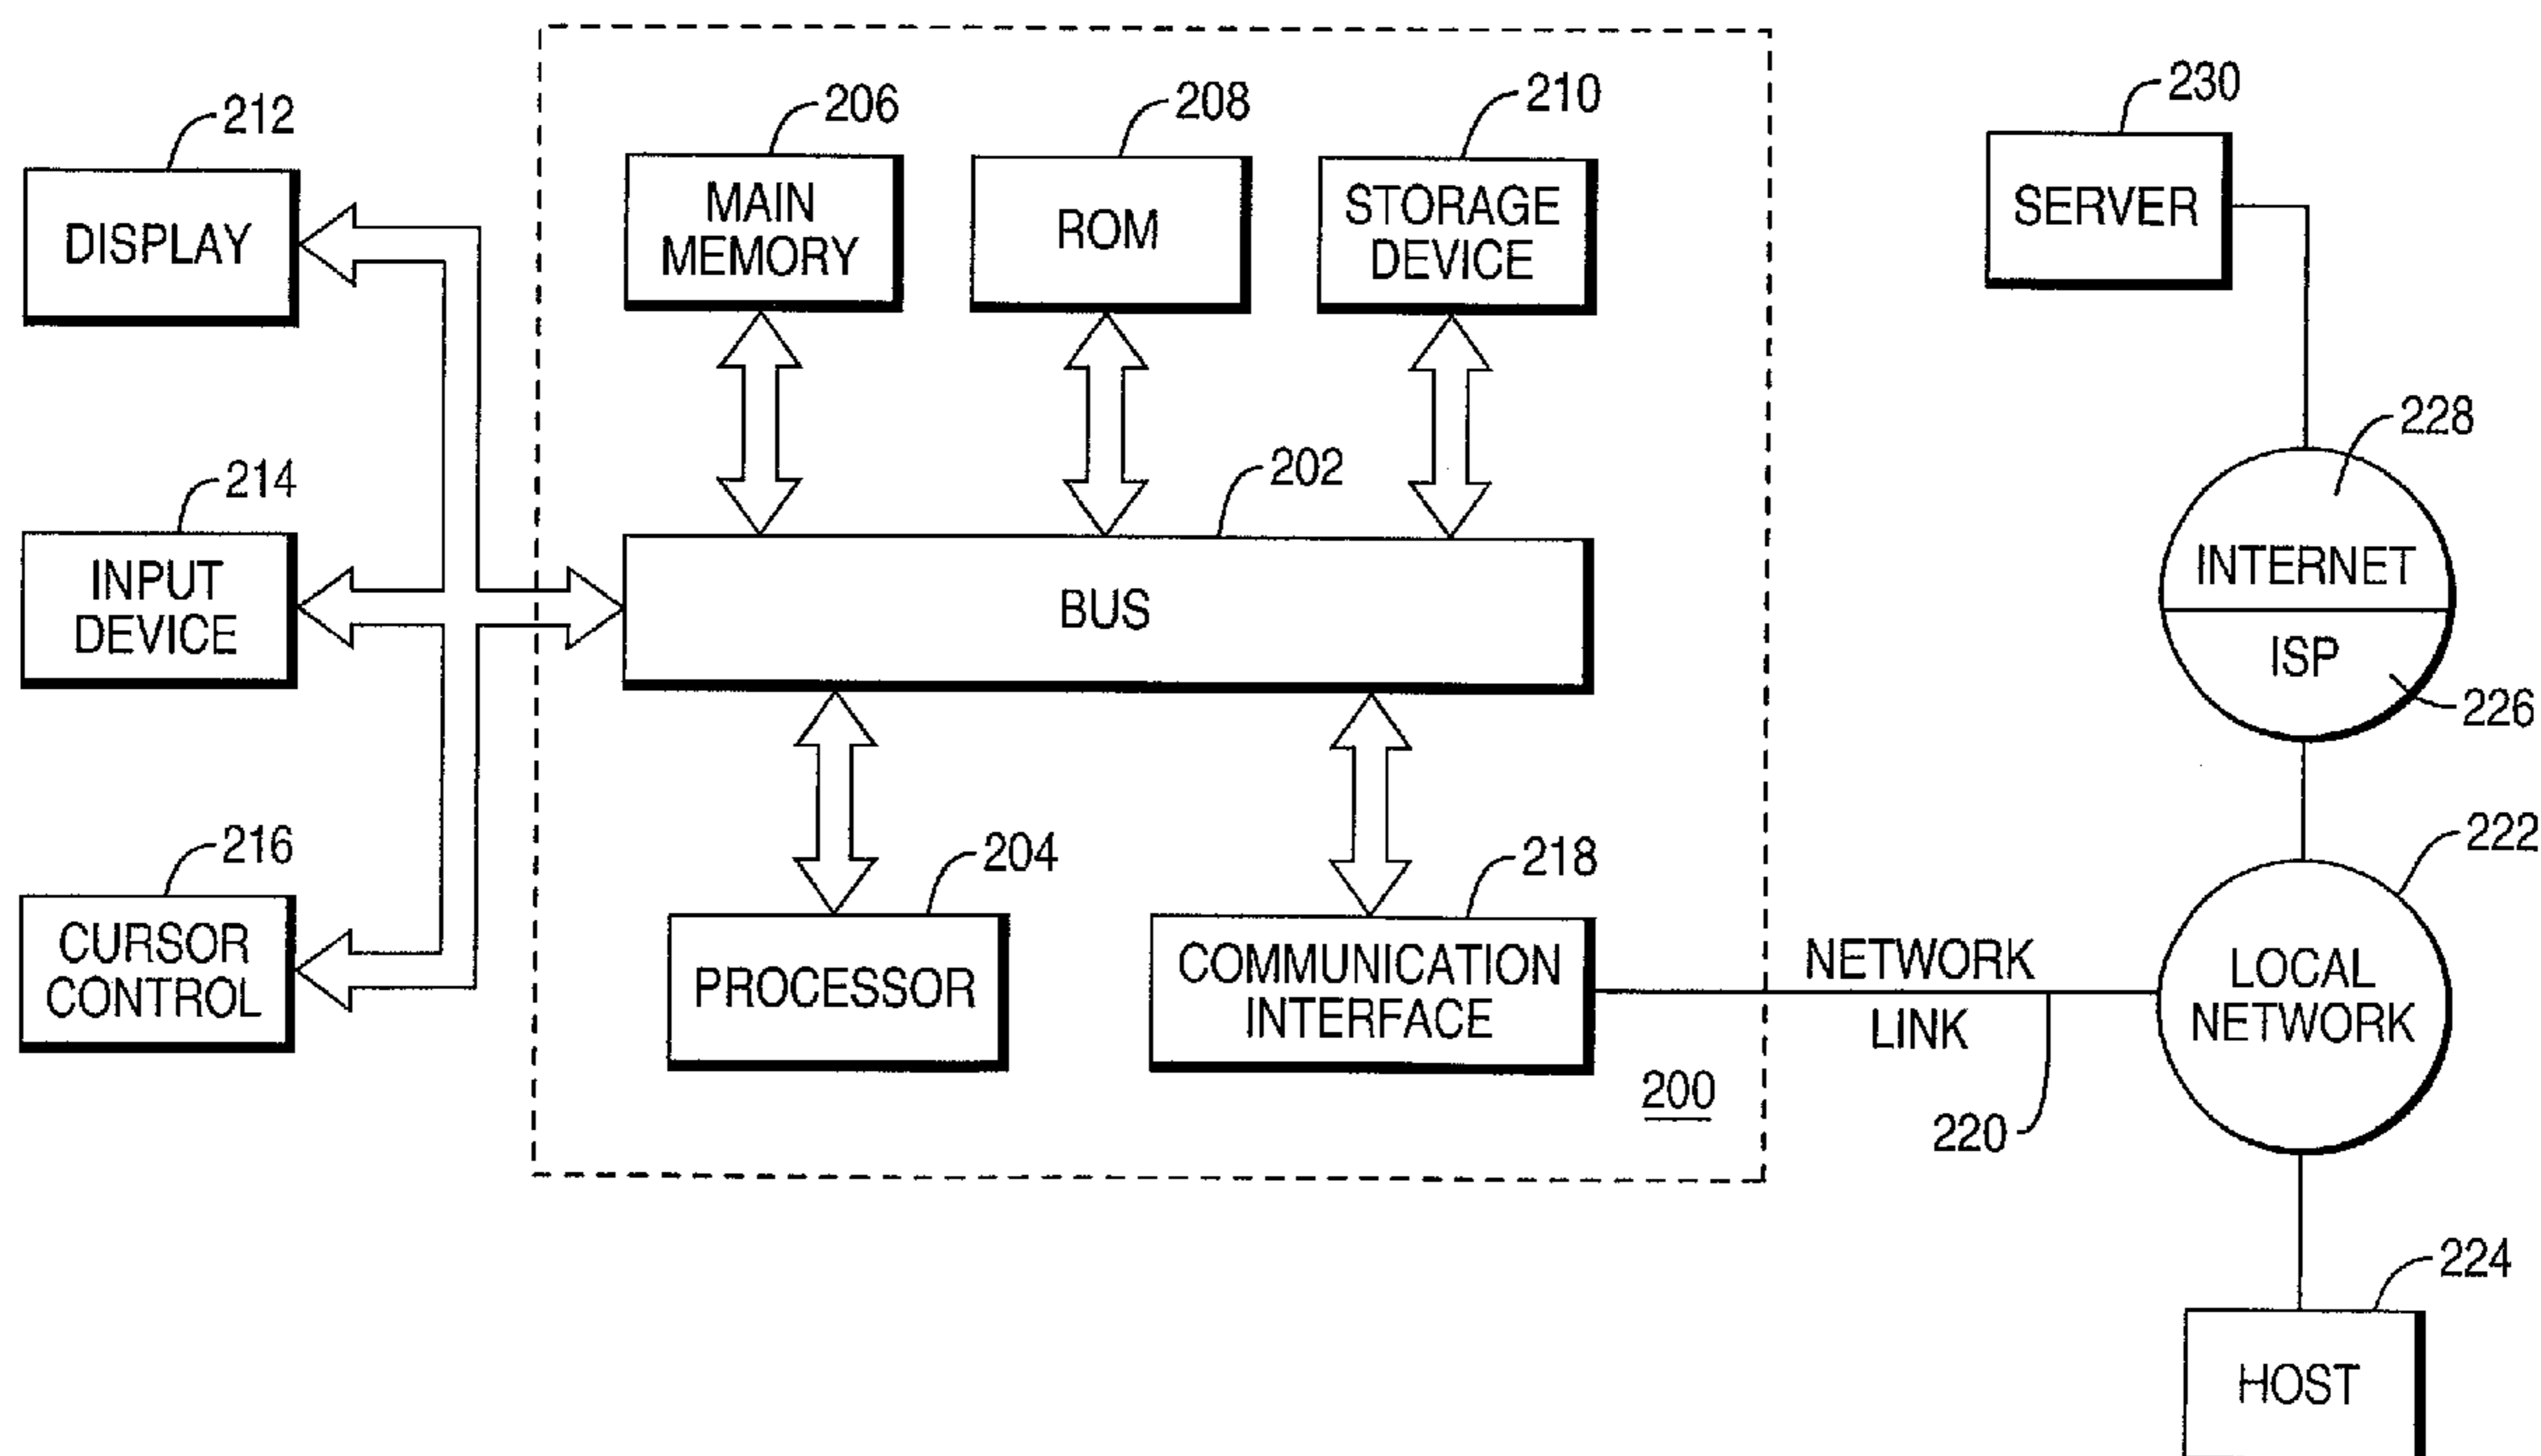 212
DISPLAY
214
INPUT
DEVICE
216
CURSOR
CONTROL
206
MAIN
MEMORY
208
ROM
210
STORAGE
DEVICE
202
BUS
204
PROCESSOR
218
COMMUNICATION
INTERFACE
200
NETWORK
LINK
220
230
SERVER
228
INTERNET
ISP
226
222
LOCAL
NETWORK
224
HOST